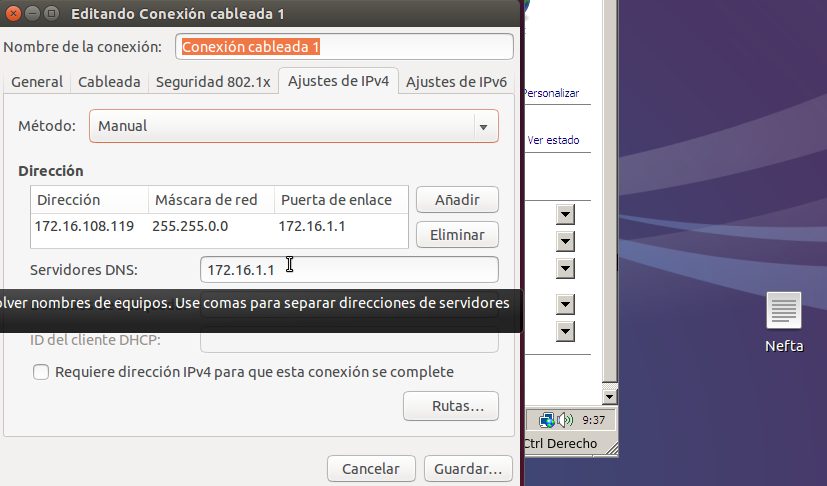 Editando Conexión cableada 1
Nombre de la conexión: Conexión cableada 1
General Cableada Seguridad 802.1x Ajustes de IPv4 Ajustes de IPv6
Método: Manual
Dirección
Dirección Máscara de red Puerta de enlace
172.16.108.119 255.255.0.0 172.16.1.1
Añadir
Eliminar
Servidores DNS: 172.16.1.1
olver nombres de equipos. Use comas para separar direcciones de servidores
ID del cliente DHCP:
Requiere dirección IPv4 para que esta conexión se complete
Rutas...
Cancelar Guardar...
Personalizar
Ver estado
9:37
Ctrl Derecho
Nefta